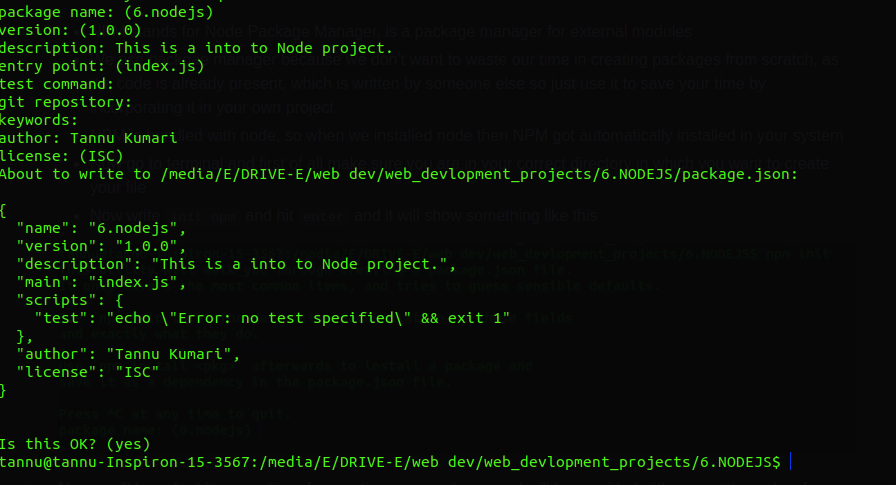 package name: (6.nodejs)
version: (1.0.0)
description: This is a into to Node project.
entry point: (index.js)
test command:
git repository:
keywords:
author: Tannu Kumari
license: (ISC)
About to write to /media/E/DRIVE-E/web dev/web_devlopment_projects/6.NODEJS/package.json:
{
"name": "6.nodejs",
"version": "1.0.0",
"description": "This is a into to Node project.",
"main": "index.js",
"scripts": {
"test": "echo \"Error: no test specified\" && exit 1"
},
"author": "Tannu Kumari",
"license": "ISC"
}
Is this OK? (yes)
tannu@tannu-Inspiron-15-3567:/media/E/DRIVE-E/web dev/web_devlopment_projects/6.NODEJS$